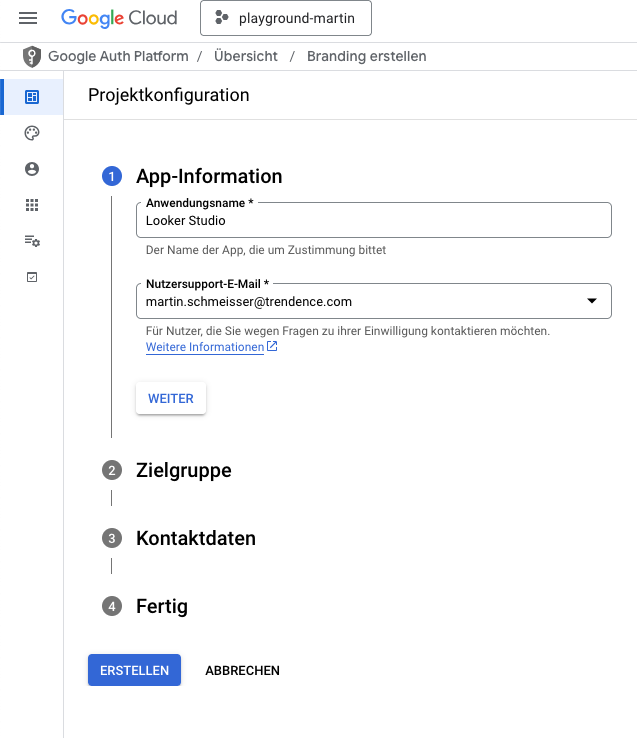 Google Cloud
playground-martin
Google Auth Platform / Übersicht / Branding erstellen
Projektkonfiguration
1 App-Information
Anwendungsname *
Looker Studio
Der Name der App, die um Zustimmung bittet
Nutzersupport-E-Mail *
martin.schmeisser@trendence.com
Für Nutzer, die Sie wegen Fragen zu ihrer Einwilligung kontaktieren möchten.
Weitere Informationen
WEITER
2 Zielgruppe
3 Kontaktdaten
4 Fertig
ERSTELLEN ABBRECHEN